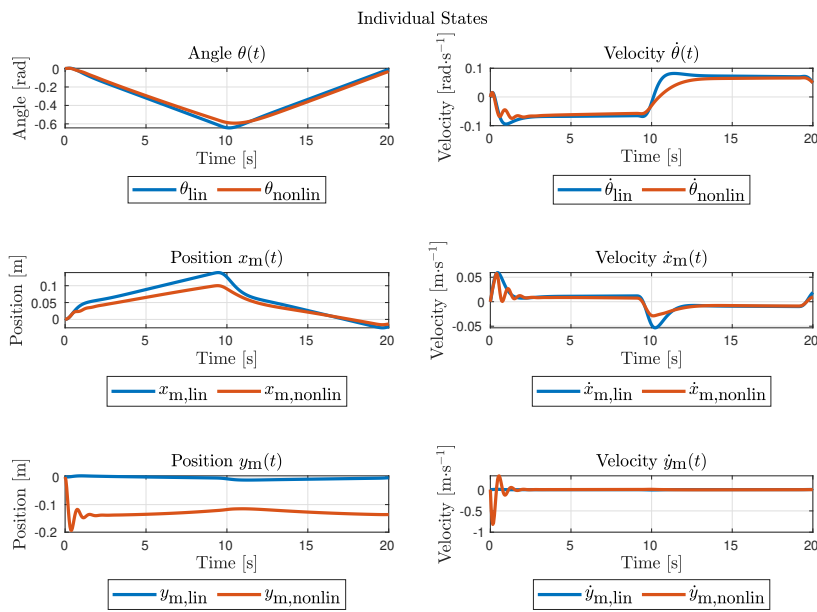 Individual States
Angle θ(t)
Angle [rad]
0
-0.2
-0.4
-0.6
0 5 10 15 20
Time [s]
θlin θnonlin
Velocity θ̇(t)
Velocity [rad·s⁻¹]
0.1
0
-0.1
0 5 10 15 20
Time [s]
θ̇lin θ̇nonlin
Position xm(t)
Position [m]
0.1
0.05
0
0 5 10 15 20
Time [s]
xm,lin xm,nonlin
Velocity ẋm(t)
Velocity [m·s⁻¹]
0.05
0
-0.05
0 5 10 15 20
Time [s]
ẋm,lin ẋm,nonlin
Position ym(t)
Position [m]
0
-0.1
-0.2
0 5 10 15 20
Time [s]
ym,lin ym,nonlin
Velocity ẏm(t)
Velocity [m·s⁻¹]
0
-0.5
-1
0 5 10 15 20
Time [s]
ẏm,lin ẏm,nonlin